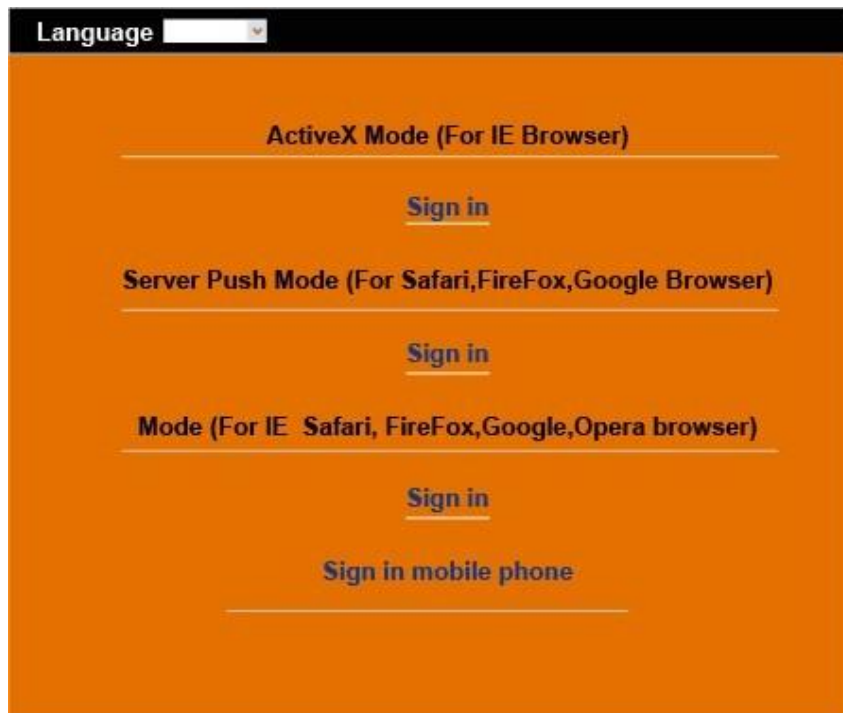 Language
ActiveX Mode (For IE Browser)
Sign in
Server Push Mode (For Safari,FireFox,Google Browser)
Sign in
Mode (For IE  Safari, FireFox,Google,Opera browser)
Sign in
Sign in mobile phone